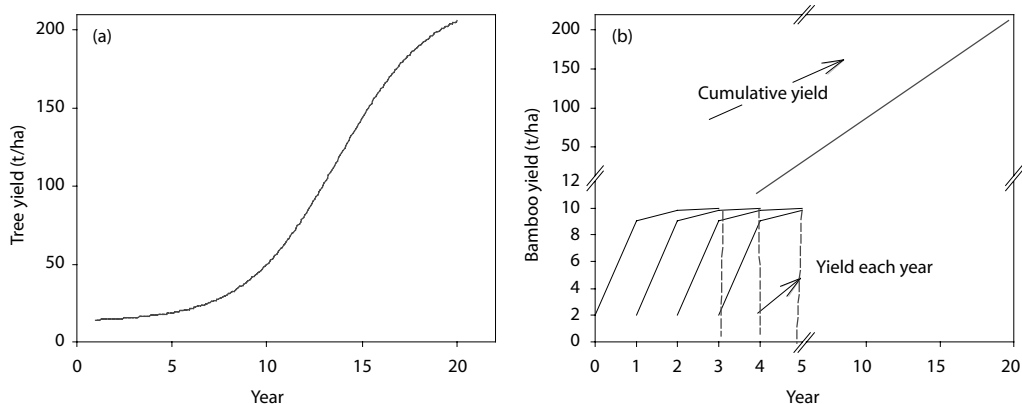 (a)
Tree yield (t/ha)
200
150
100
50
0
0 5 10 15 20
Year
(b)
Bamboo yield (t/ha)
200
150
100
50
12
10
8
6
4
2
0
Cumulative yield
Yield each year
0 1 2 3 4 5 10 15 20
Year